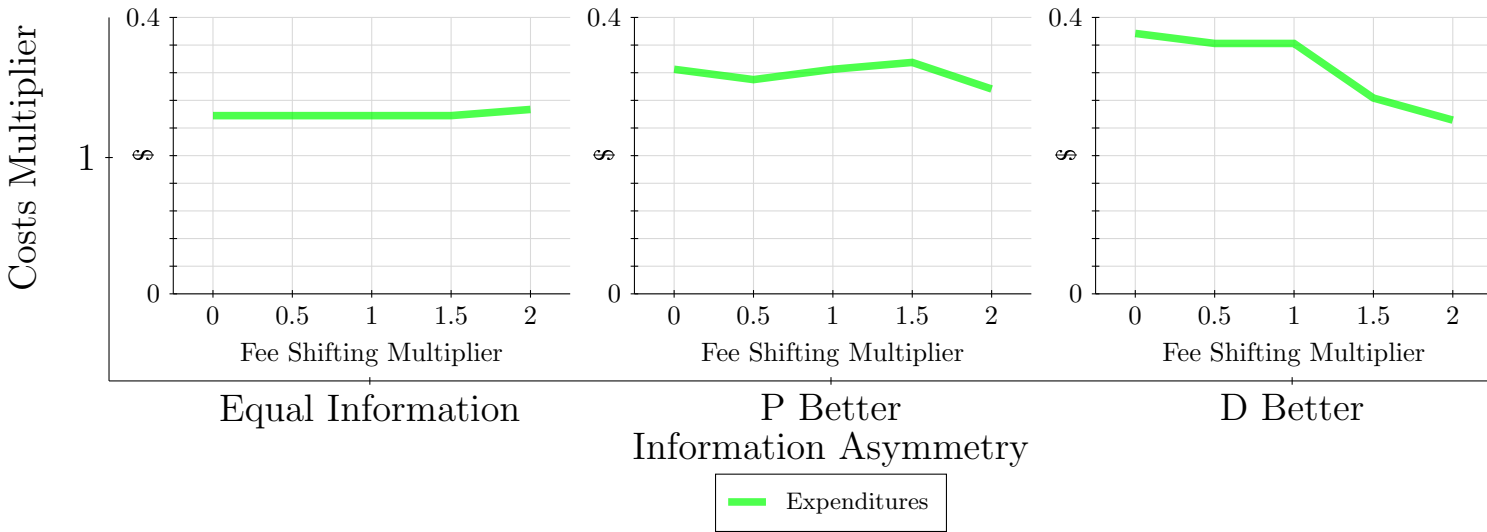 Costs Multiplier
1
0.4
0
$
0 0.5 1 1.5 2
Fee Shifting Multiplier
Equal Information
0.4
0
$
0 0.5 1 1.5 2
Fee Shifting Multiplier
P Better
0.4
0
$
0 0.5 1 1.5 2
Fee Shifting Multiplier
D Better
Information Asymmetry
Expenditures